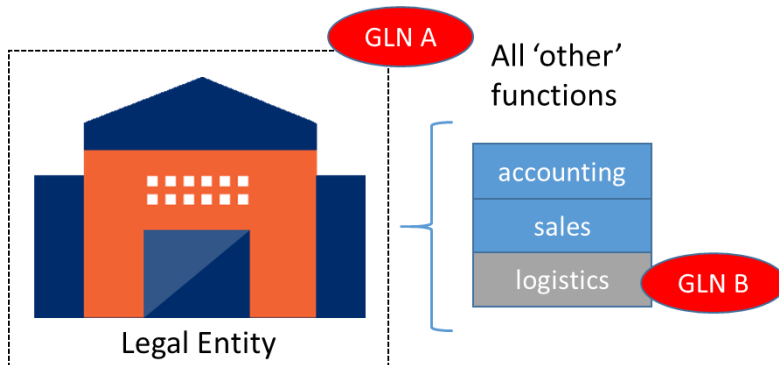 GLN A
All ‘other’
functions
accounting
sales
logistics
GLN B
Legal Entity